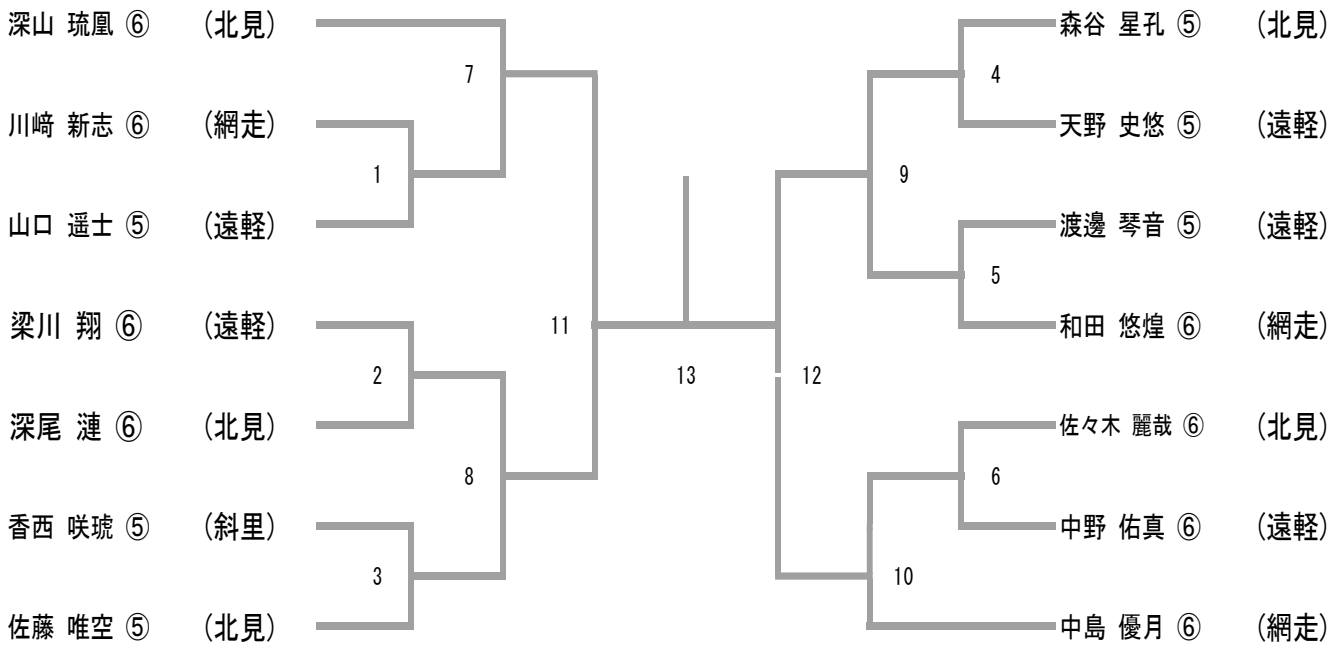 深山 琉凰 ⑥ (北見)
川﨑 新志 ⑥ (網走)
山口 遥士 ⑤ (遠軽)
梁川 翔 ⑥ (遠軽)
深尾 漣 ⑥ (北見)
香西 咲琥 ⑤ (斜里)
佐藤 唯空 ⑤ (北見)
7
1
2
8
3
11
13
12
4
9
5
6
10
森谷 星孔 ⑤ (北見)
天野 史悠 ⑤ (遠軽)
渡邊 琴音 ⑤ (遠軽)
和田 悠煌 ⑥ (網走)
佐々木 麗哉 ⑥ (北見)
中野 佑真 ⑥ (遠軽)
中島 優月 ⑥ (網走)